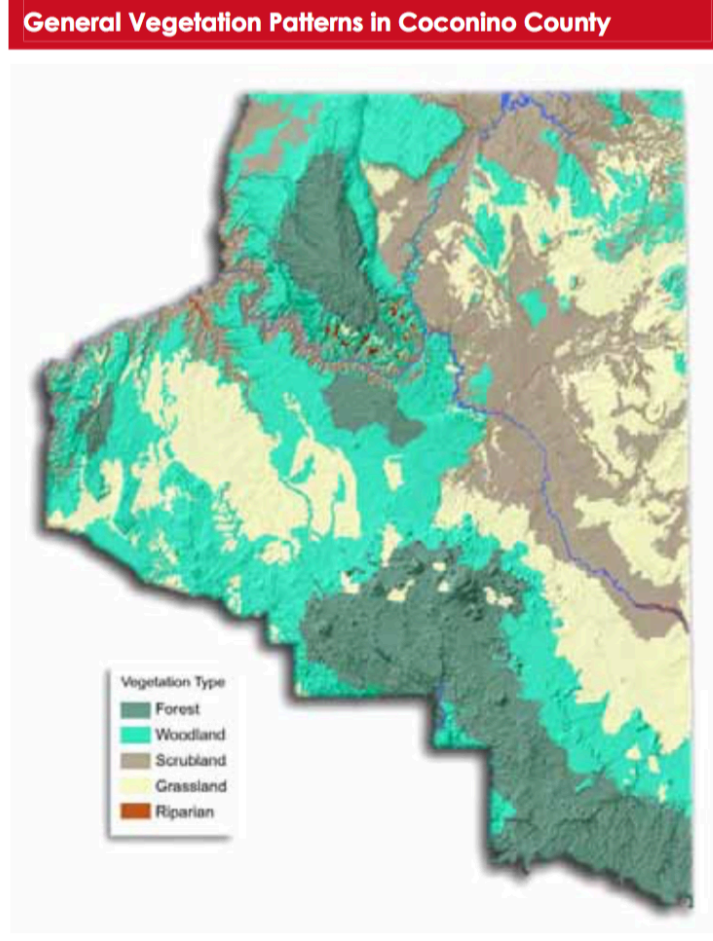 General Vegetation Patterns in Coconino County
Vegetation Type
Forest
Woodland
Scrubland
Grassland
Riparian